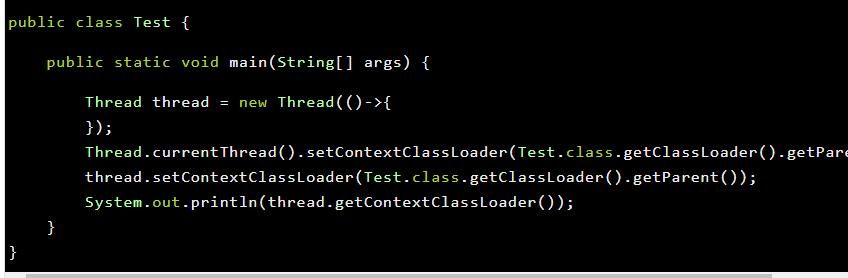 public class Test {
public static void main(String[] args) {
Thread thread = new Thread(()->{
});
Thread.currentThread().setContextClassLoader(Test.class.getClassLoader().getPare
thread.setContextClassLoader(Test.class.getClassLoader().getParent());
System.out.println(thread.getContextClassLoader());
}
}